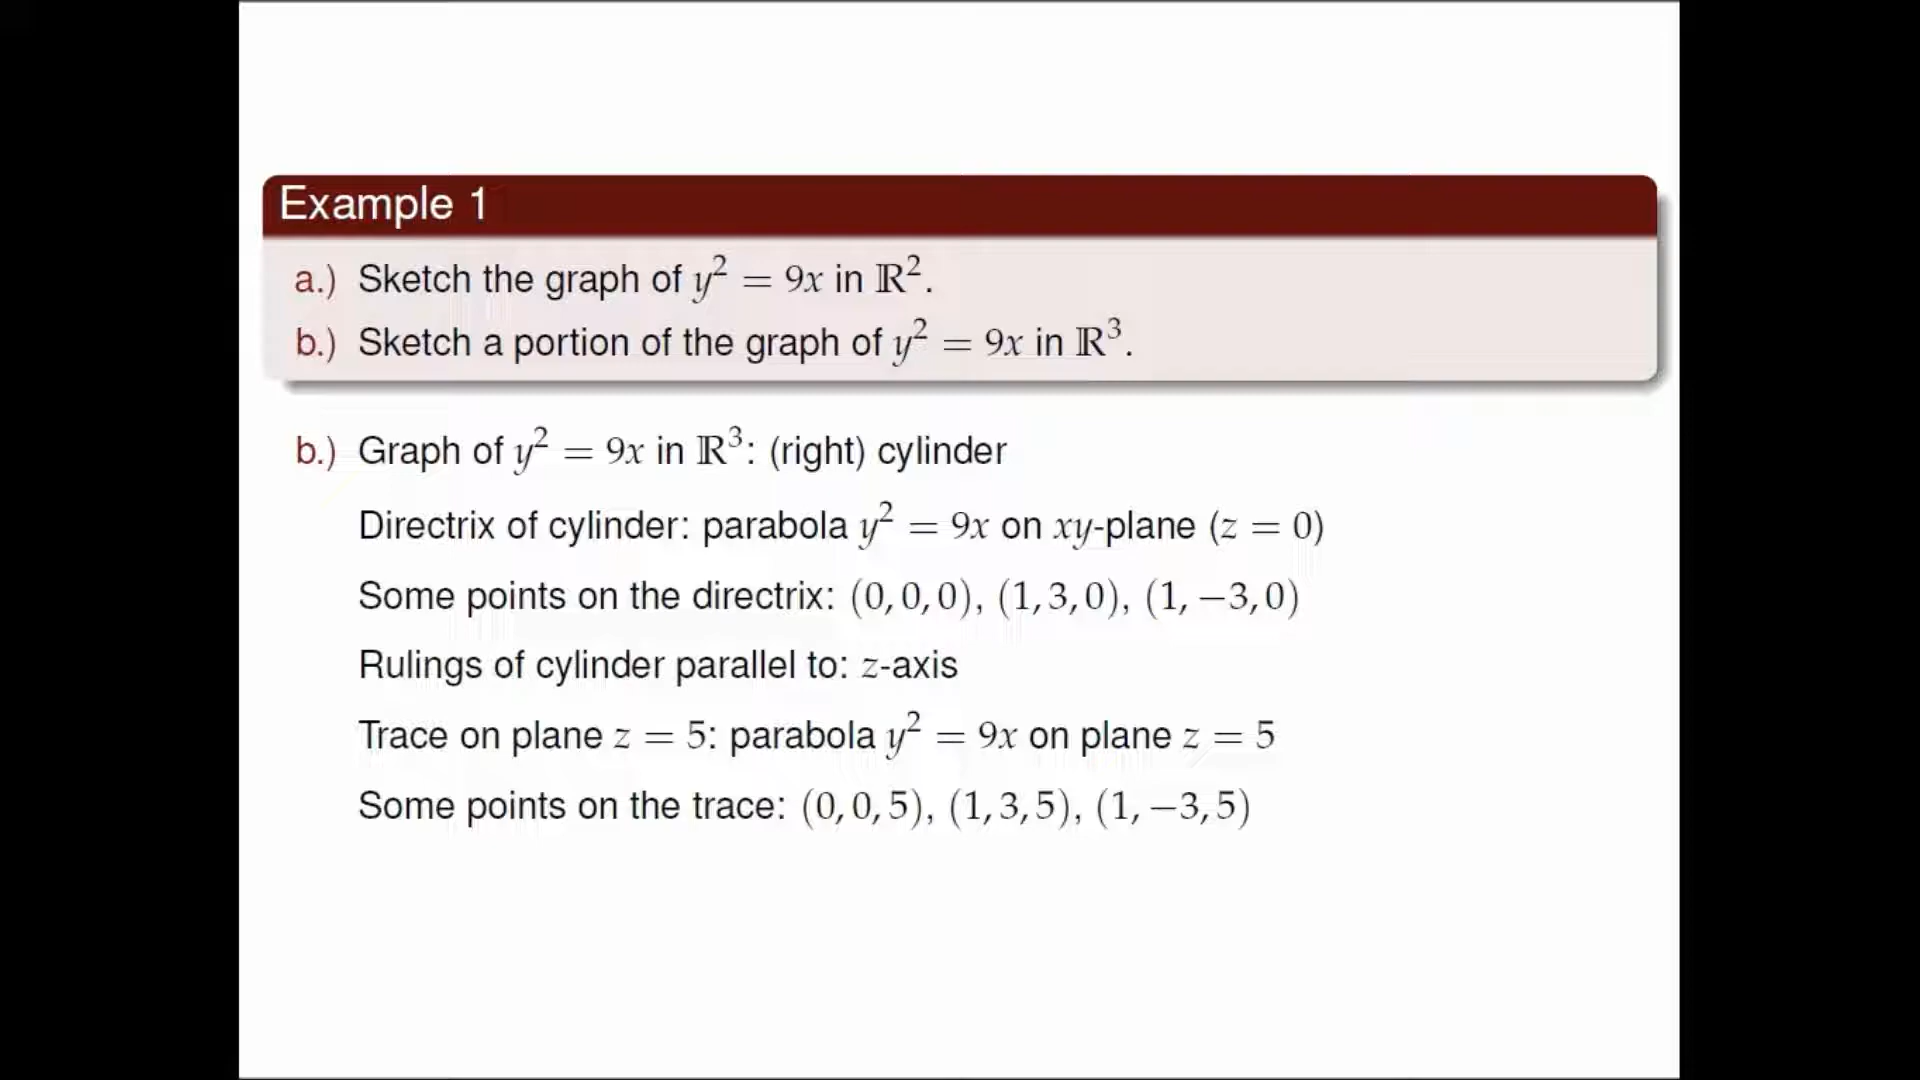 Example 1
a.) Sketch the graph of y² = 9x in ℝ².
b.) Sketch a portion of the graph of y² = 9x in ℝ³.
b.) Graph of y² = 9x in ℝ³: (right) cylinder
Directrix of cylinder: parabola y² = 9x on xy-plane (z = 0)
Some points on the directrix: (0, 0, 0), (1, 3, 0), (1, −3, 0)
Rulings of cylinder parallel to: z-axis
Trace on plane z = 5: parabola y² = 9x on plane z = 5
Some points on the trace: (0, 0, 5), (1, 3, 5), (1, −3, 5)